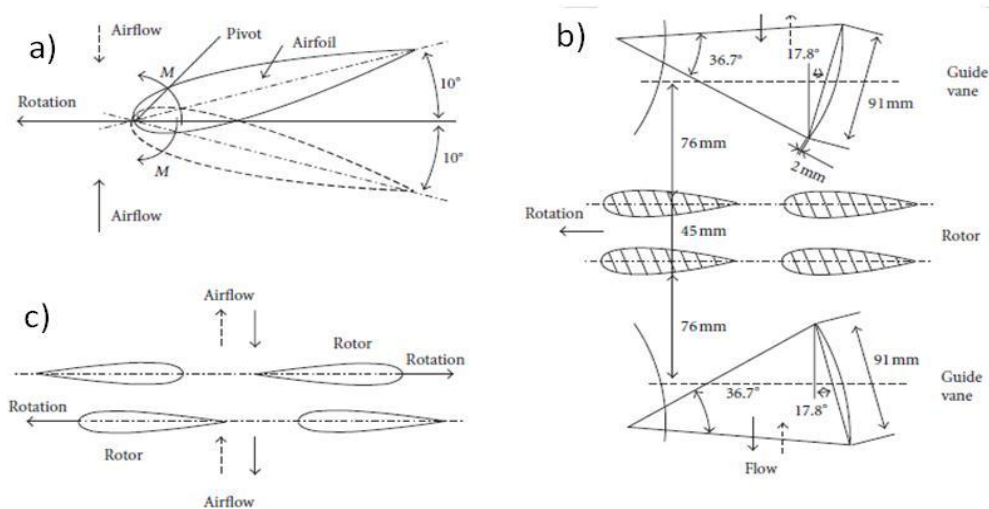 a)
Airflow
Pivot
Airfoil
M
Rotation
10°
10°
M
Airflow
b)
36.7°
17.8°
Guide
vane
91 mm
76 mm
2 mm
Rotation
45 mm
Rotor
76 mm
91 mm
36.7°
17.8°
Guide
vane
Flow
c)
Airflow
Rotor
Rotation
Rotation
Rotor
Airflow